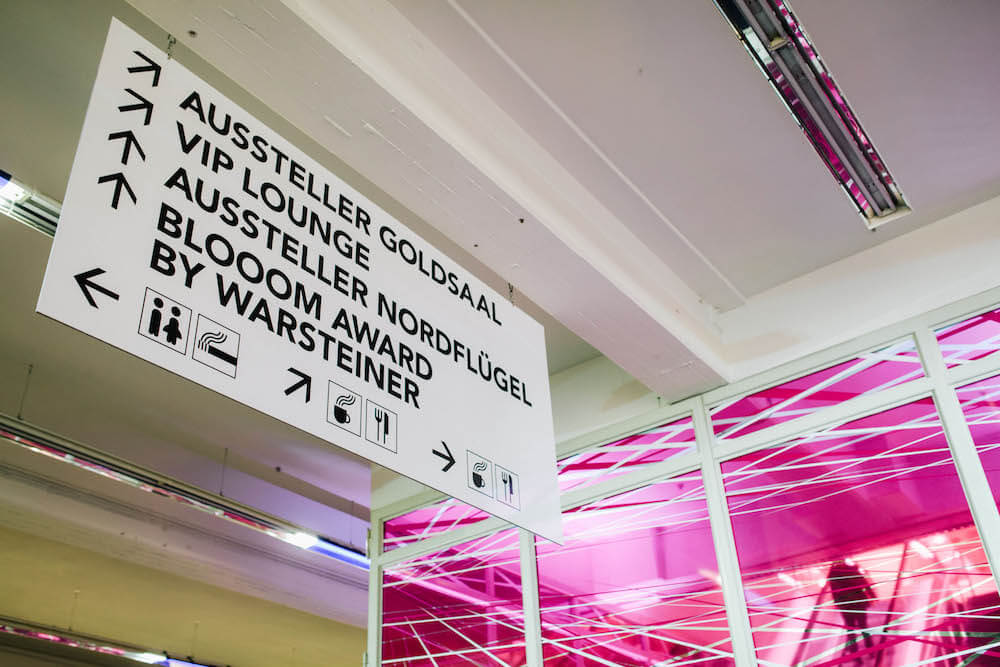 AUSSTELLER GOLDSAAL
VIP LOUNGE
AUSSTELLER NORDFLÜGEL
BLOOOM AWARD
BY WARSTEINER